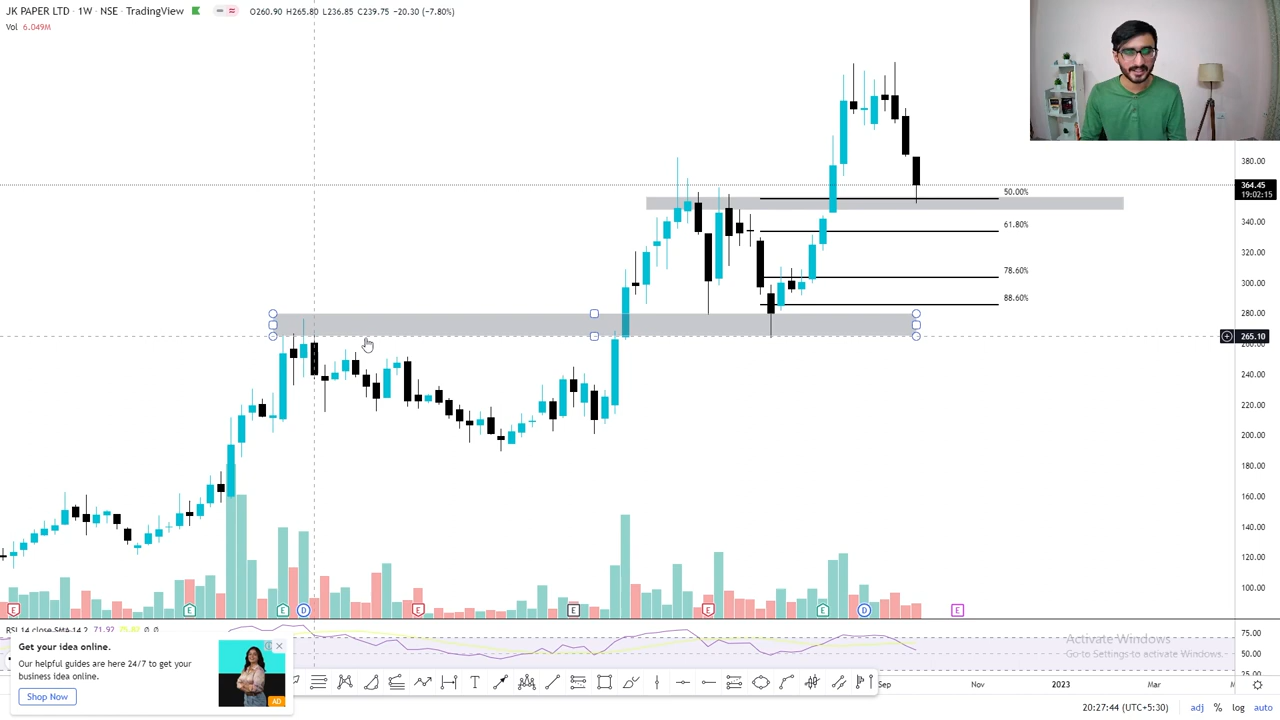 JK PAPER LTD · 1W · NSE · TradingView
O260.90 H265.80 L236.85 C239.75 −20.30 (−7.80%)
Vol 6.049M
380.00
364.45
19:02:15
50.00%
340.00
61.80%
320.00
78.60%
300.00
88.60%
280.00
265.10
240.00
220.00
200.00
180.00
160.00
140.00
120.00
100.00
E
E
E
D
E
E
E
E
D
E
RSI 14 close SMA 14 2 71.92
75.00
50.00
25.00
Activate Windows
Go to Settings to activate Windows.
Get your idea online.
Our helpful guides are here 24/7 to get your
business idea online.
Shop Now
AD
Sep
Nov
2023
Mar
20:27:44 (UTC+5:30)
adj
%
log
auto